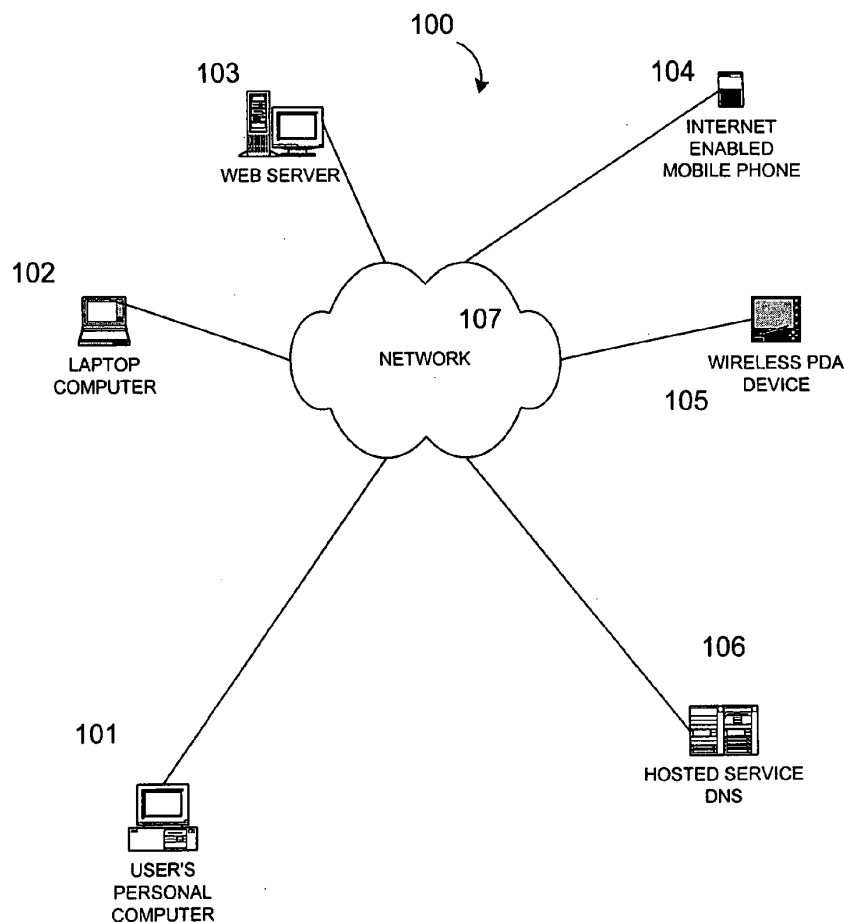 100
103
104
WEB SERVER
INTERNET
ENABLED
MOBILE PHONE
102
LAPTOP
COMPUTER
107
NETWORK
WIRELESS PDA
DEVICE
105
106
HOSTED SERVICE
DNS
101
USER'S
PERSONAL
COMPUTER